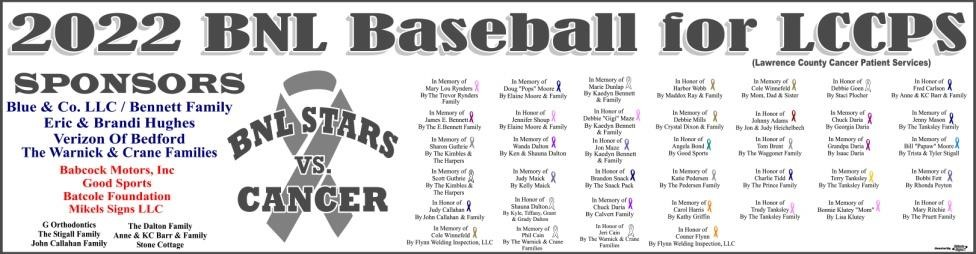 2022 BNL Baseball for LCCPS
(Lawrence County Cancer Patient Services)
SPONSORS
Blue & Co. LLC / Bennett Family
Eric & Brandi Hughes
Verizon Of Bedford
The Warnick & Crane Families
Babcock Motors, Inc
Good Sports
Batcole Foundation
Mikels Signs LLC
G Orthodontics
The Stigall Family
John Callahan Family
The Dalton Family
Anne & KC Barr & Family
Stone Cottage
BNL STARS
VS.
CANCER
In Memory of
Mary Lou Rynders
By The Trevor Rynders
Family
In Memory of
James E. Bennett
By The E.Bennett Family
In Memory of
Sharon Guthrie
By The Kimbles &
The Harpers
In Memory of
Scott Guthrie
By The Kimbles &
The Harpers
In Honor of
Judy Callahan
By John Callahan & Family
In Memory of
Cole Winnefeld
By Flynn Welding Inspection, LLC
In Memory of
Doug "Pops" Moore
By Elaine Moore & Family
In Honor of
Jennifer Shoup
By Elaine Moore & Family
In Memory of
Wanda Dalton
By Ken & Shauna Dalton
In Memory of
Judy Maick
By Kelly Maick
In Honor of
Shauna Dalton
By Kyle, Tiffany, Grant
& Grady Dalton
In Memory of
Phil Cain
By The Warnick & Crane
Families
In Memory of
Marie Dunlap
By Kaedyn Bennett
& Family
In Honor of
Debbie "Gigi" Maze
By Kaedyn Bennett
& Family
In Honor of
Jon Maze
By Kaedyn Bennett
& Family
In Honor of
Brandon Snack
By The Snack Pack
In Memory of
Chuck Daria
By Calvert Family
In Honor of
Jeri Cain
By The Warnick & Crane
Families
In Honor of
Harber Webb
By Maddox Ray & Family
In Memory of
Debbie Mills
By Crystal Dixon & Family
In Honor of
Angela Bond
By Good Sports
In Memory of
Katie Pedersen
By The Pedersen Family
In Memory of
Carol Harris
By Kathy Griffin
In Honor of
Conner Flynn
By Flynn Welding Inspection, LLC
In Memory of
Cole Winnefeld
By Mom, Dad & Sister
In Honor of
Johnny Adams
By Jon & Judy Heichelbech
In Honor of
Tom Brost
By The Waggoner Family
In Honor of
Charlie Tidd
By The Prince Family
In Honor of
Trudy Tanksley
By The Tanksley Family
In Honor of
Debbie Goen
By Staci Plocher
In Memory of
Chuck Daria
By Georgia Daria
In Memory of
Grandpa Daria
By Isaac Daria
In Memory of
Terry Tanksley
By The Tanksley Family
In Memory of
Bonnie Klutey "Mom"
By Lisa Klutey
In Honor of
Fred Carlson
By Anne & KC Barr & Family
In Memory of
Jenny Mason
By The Tanksley Family
In Memory of
Bill "Papaw" Moore
By Trista & Tyler Stigall
In Memory of
Bobbi Fent
By Rhonda Peyton
In Honor of
Mary Ritchie
By The Pruett Family